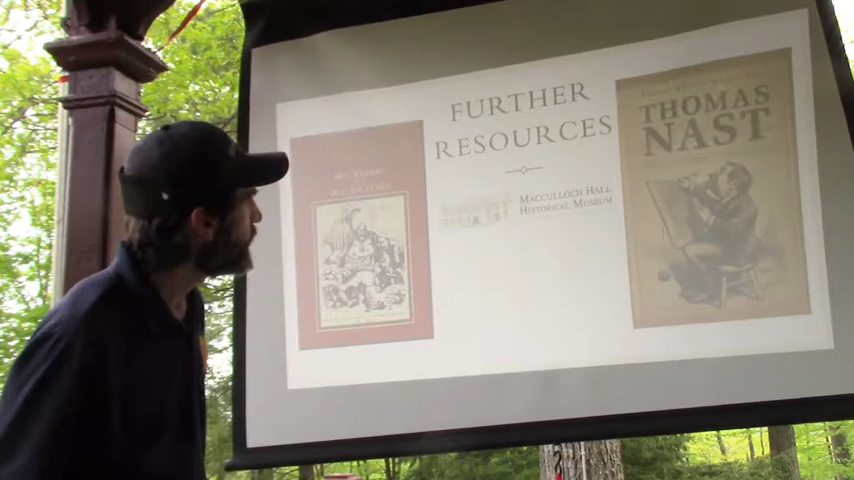 FURTHER
RESOURCES
MACCULLOCH HALL
HISTORICAL MUSEUM
THOMAS
NAST